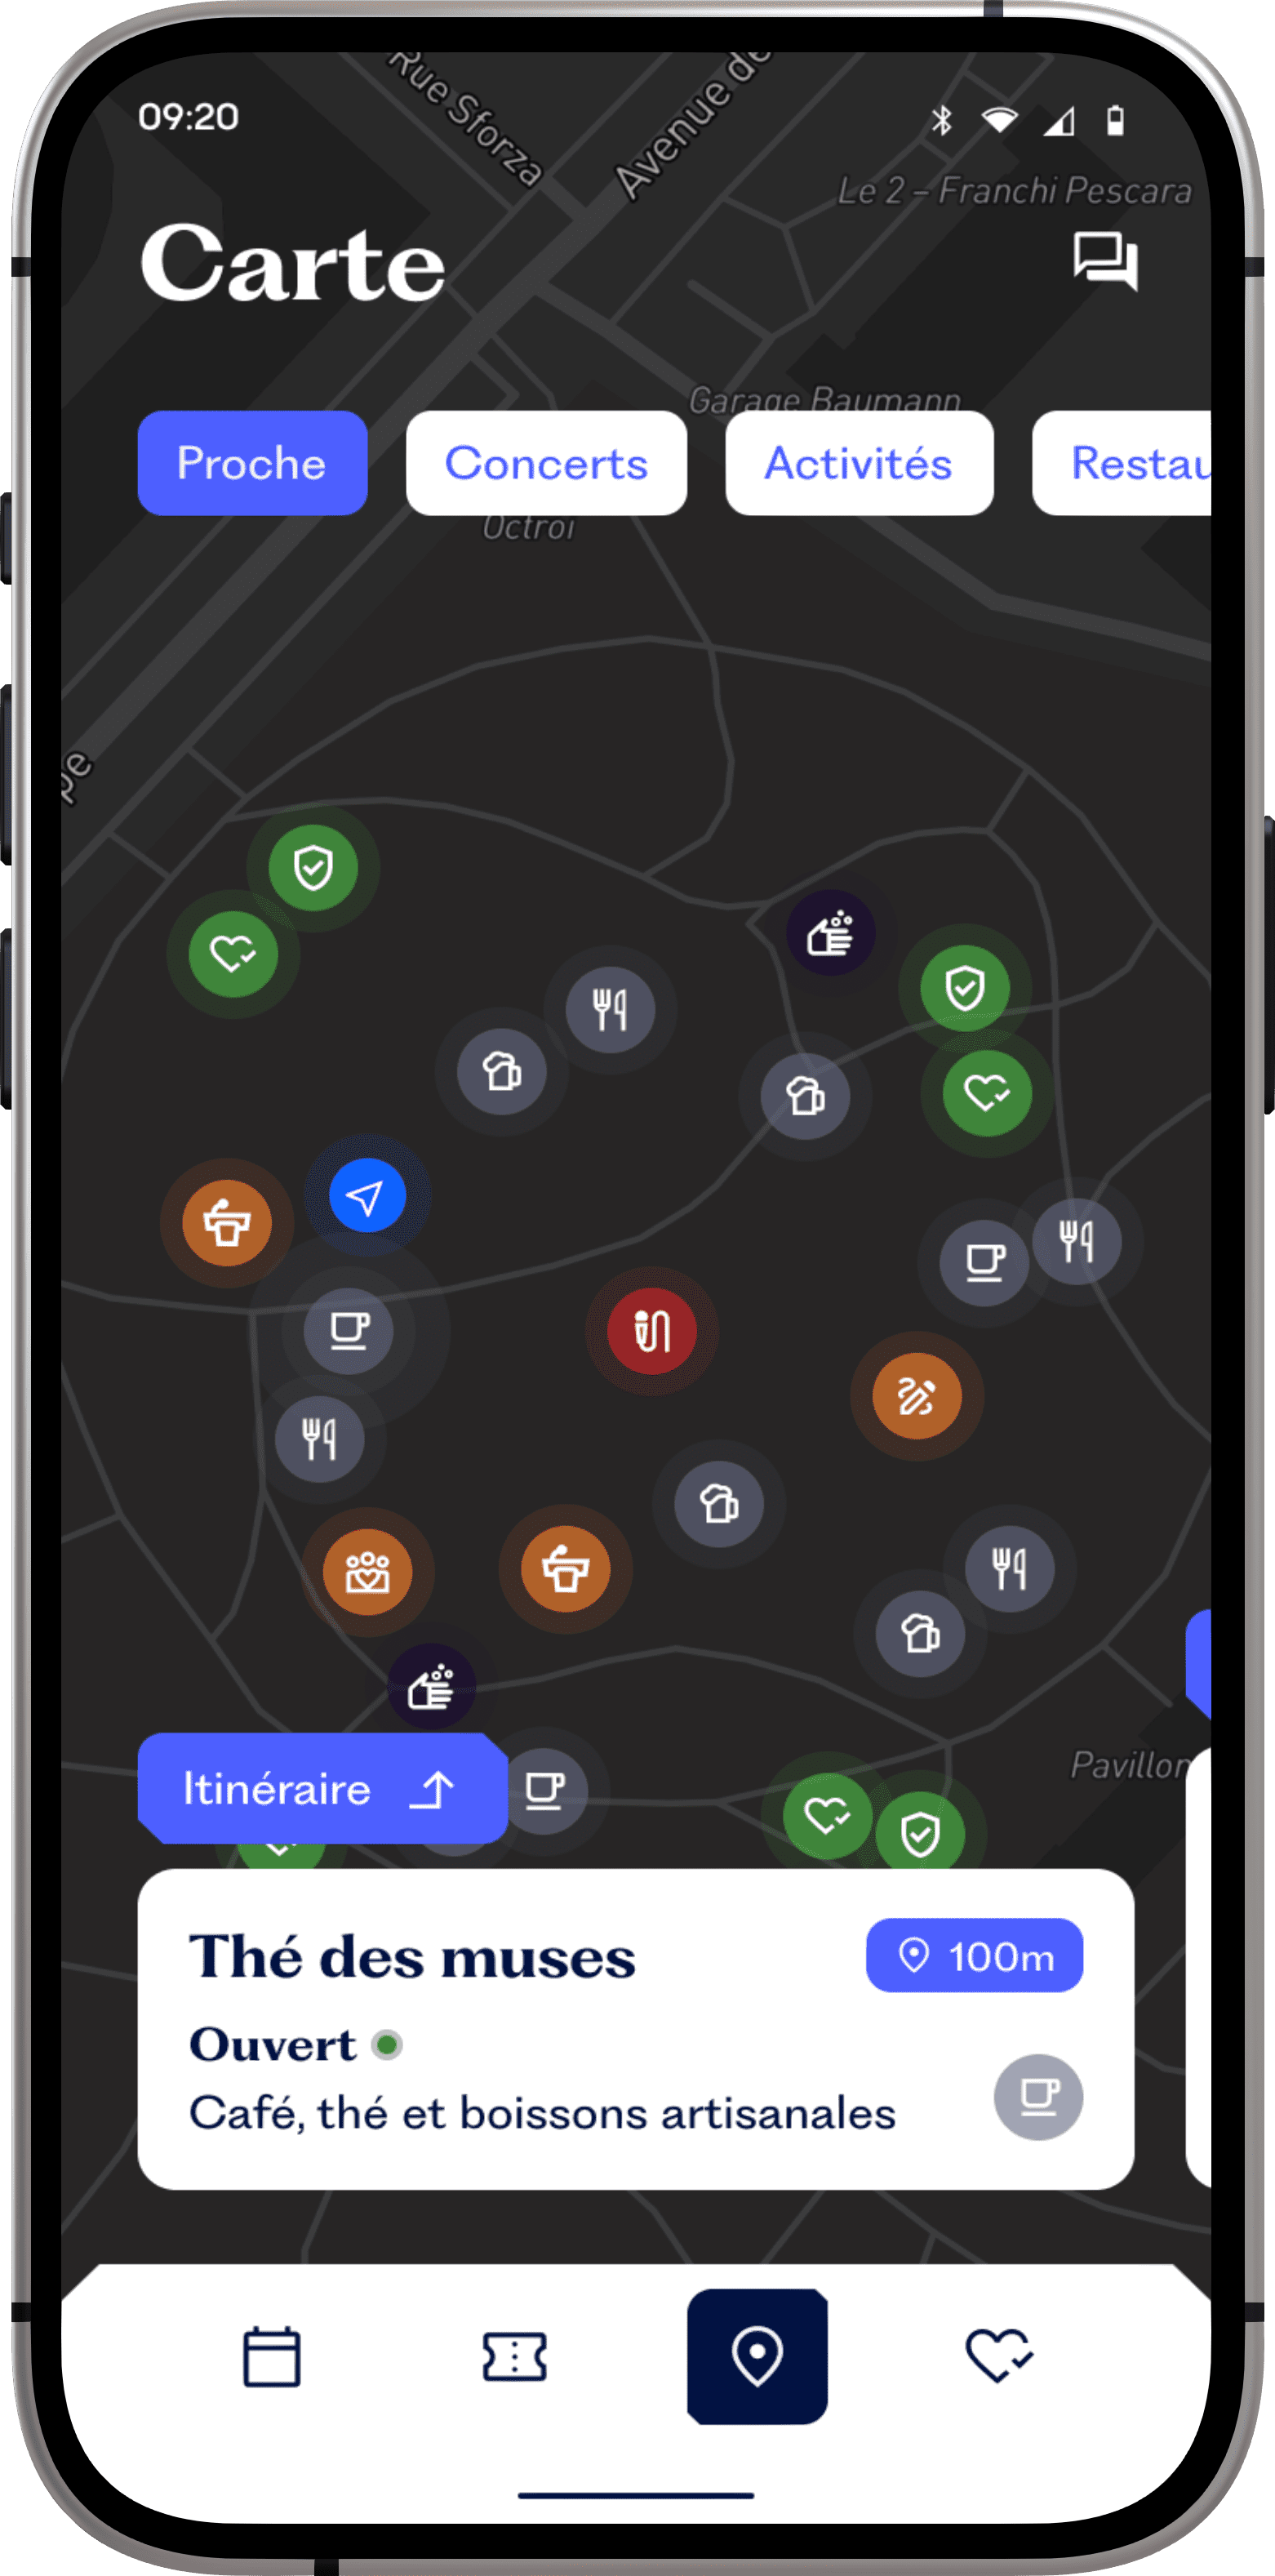 Rue Sforza
Avenue de
09:20
Le 2 – Franchi Pescara
Carte
Garage Baumann
Proche
Concerts
Activités
Restau
Octroi
pe
Itinéraire
Pavillon
Thé des muses
100m
Ouvert
Café, thé et boissons artisanales